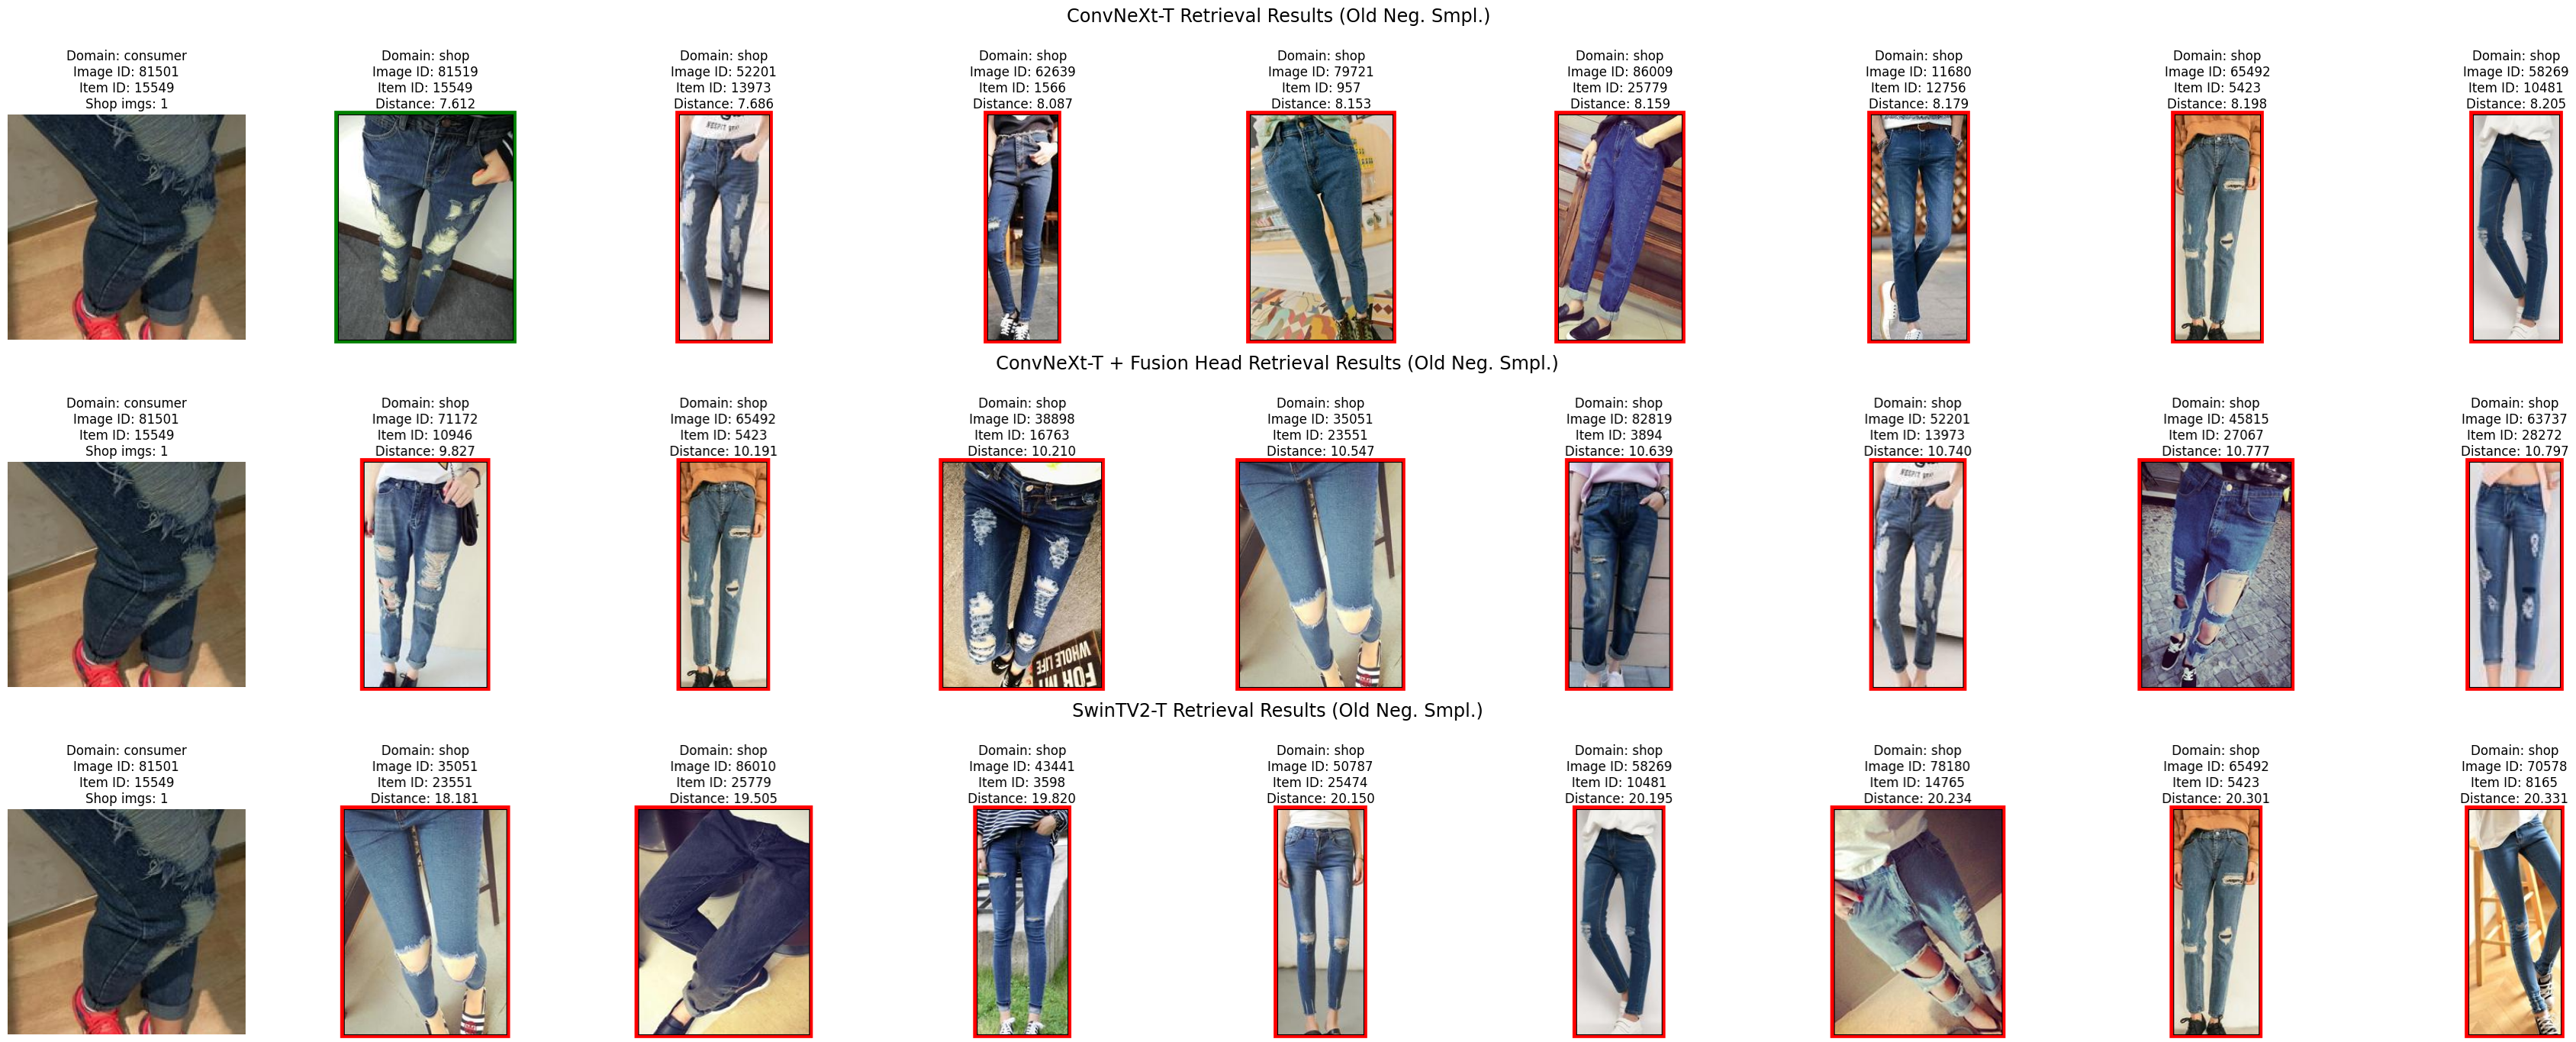 ConvNeXt-T Retrieval Results (Old Neg. Smpl.)
Domain: consumer
Image ID: 81501
Item ID: 15549
Shop imgs: 1
Domain: shop
Image ID: 81519
Item ID: 15549
Distance: 7.612
Domain: shop
Image ID: 52201
Item ID: 13973
Distance: 7.686
Domain: shop
Image ID: 62639
Item ID: 1566
Distance: 8.087
Domain: shop
Image ID: 79721
Item ID: 957
Distance: 8.153
Domain: shop
Image ID: 86009
Item ID: 25779
Distance: 8.159
Domain: shop
Image ID: 11680
Item ID: 12756
Distance: 8.179
Domain: shop
Image ID: 65492
Item ID: 5423
Distance: 8.198
Domain: shop
Image ID: 58269
Item ID: 10481
Distance: 8.205
ConvNeXt-T + Fusion Head Retrieval Results (Old Neg. Smpl.)
Domain: consumer
Image ID: 81501
Item ID: 15549
Shop imgs: 1
Domain: shop
Image ID: 71172
Item ID: 10946
Distance: 9.827
Domain: shop
Image ID: 65492
Item ID: 5423
Distance: 10.191
Domain: shop
Image ID: 38898
Item ID: 16763
Distance: 10.210
WHOLE LIFE
Domain: shop
Image ID: 35051
Item ID: 23551
Distance: 10.547
Domain: shop
Image ID: 82819
Item ID: 3894
Distance: 10.639
Domain: shop
Image ID: 52201
Item ID: 13973
Distance: 10.740
Domain: shop
Image ID: 45815
Item ID: 27067
Distance: 10.777
Domain: shop
Image ID: 63737
Item ID: 28272
Distance: 10.797
SwinTV2-T Retrieval Results (Old Neg. Smpl.)
Domain: consumer
Image ID: 81501
Item ID: 15549
Shop imgs: 1
Domain: shop
Image ID: 35051
Item ID: 23551
Distance: 18.181
Domain: shop
Image ID: 86010
Item ID: 25779
Distance: 19.505
Domain: shop
Image ID: 43441
Item ID: 3598
Distance: 19.820
Domain: shop
Image ID: 50787
Item ID: 25474
Distance: 20.150
Domain: shop
Image ID: 58269
Item ID: 10481
Distance: 20.195
Domain: shop
Image ID: 78180
Item ID: 14765
Distance: 20.234
Domain: shop
Image ID: 65492
Item ID: 5423
Distance: 20.301
Domain: shop
Image ID: 70578
Item ID: 8165
Distance: 20.331